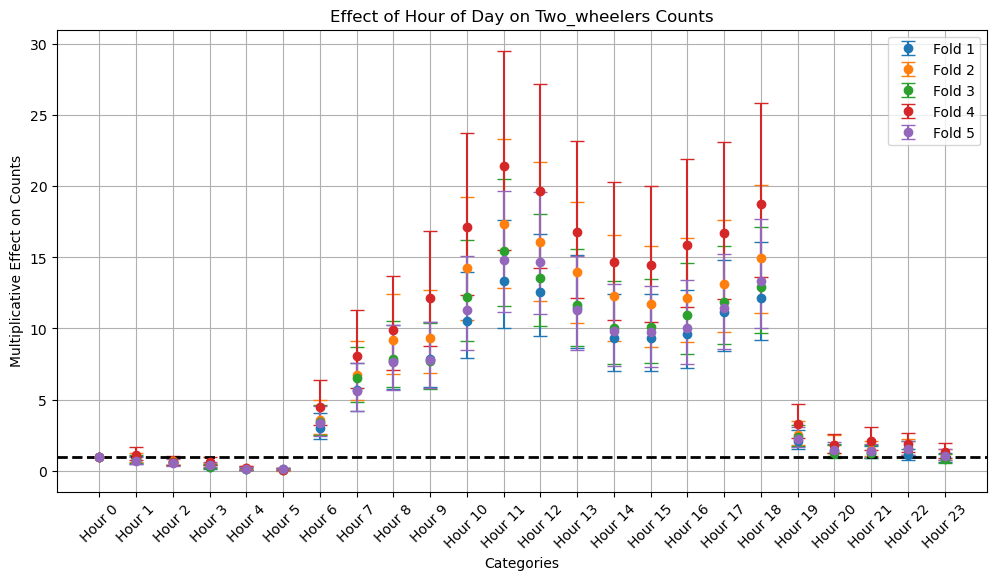 Effect of Hour of Day on Two_wheelers Counts
Multiplicative Effect on Counts
30
25
20
15
10
5
0
Fold 1
Fold 2
Fold 3
Fold 4
Fold 5
Hour 0
Hour 1
Hour 2
Hour 3
Hour 4
Hour 5
Hour 6
Hour 7
Hour 8
Hour 9
Hour 10
Hour 11
Hour 12
Hour 13
Hour 14
Hour 15
Hour 16
Hour 17
Hour 18
Hour 19
Hour 20
Hour 21
Hour 22
Hour 23
Categories